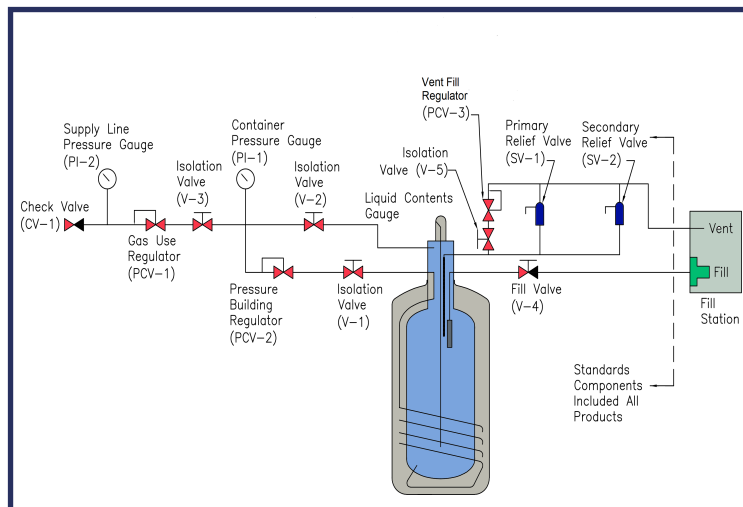 Vent Fill
Regulator
(PCV-3)
Primary
Relief Valve
(SV-1)
Secondary
Relief Valve
(SV-2)
Supply Line
Pressure Gauge
(PI-2)
Container
Pressure Gauge
(PI-1)
Isolation
Valve (V-5)
Isolation
Valve
(V-3)
Isolation
Valve
(V-2)
Liquid Contents
Gauge
Check Valve
(CV-1)
Gas Use
Regulator
(PCV-1)
Vent
Fill
Fill
Station
Pressure
Building
Regulator
(PCV-2)
Isolation
Valve
(V-1)
Fill Valve
(V-4)
Standards
Components
Included All
Products